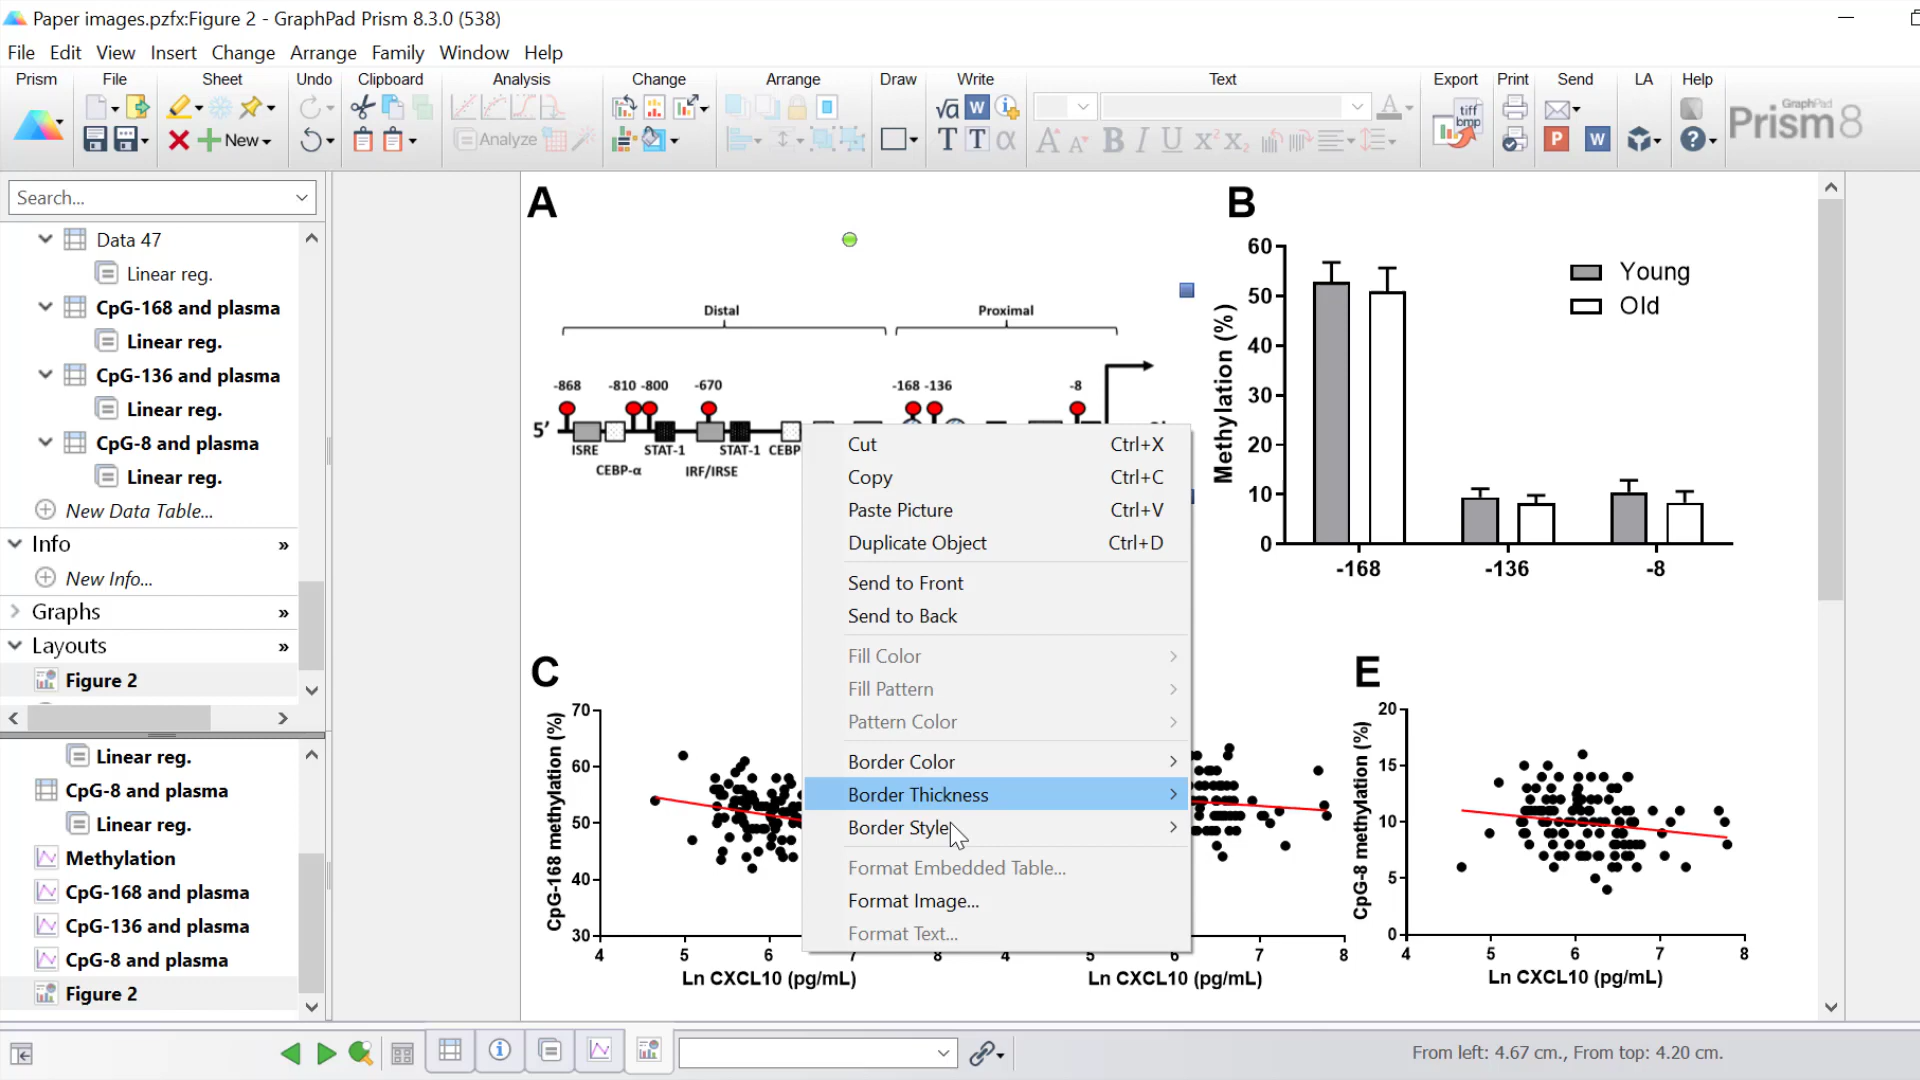 Paper images.pzfx:Figure 2 - GraphPad Prism 8.3.0 (538)
File Edit View Insert Change Arrange Family Window Help
Prism File Sheet Undo Clipboard Analysis Change Arrange Draw Write Text Export Print Send LA Help
tiff
bmp
GraphPad
Prism 8
New
Analyze
Search...
Data 47
Linear reg.
CpG-168 and plasma
Linear reg.
CpG-136 and plasma
Linear reg.
CpG-8 and plasma
Linear reg.
New Data Table...
Info
New Info...
Graphs
Layouts
Figure 2
Linear reg.
CpG-8 and plasma
Linear reg.
Methylation
CpG-168 and plasma
CpG-136 and plasma
CpG-8 and plasma
Figure 2
A
Distal
Proximal
-868 -810 -800 -670 -168 -136 -8
5'
ISRE STAT-1 STAT-1 CEBP
CEBP-α IRF/IRSE
B
Methylation (%)
60
50
40
30
20
10
0
-168 -136 -8
Young
Old
Cut Ctrl+X
Copy Ctrl+C
Paste Picture Ctrl+V
Duplicate Object Ctrl+D
Send to Front
Send to Back
Fill Color
Fill Pattern
Pattern Color
Border Color
Border Thickness
Border Style
Format Embedded Table...
Format Image...
Format Text...
C
CpG-168 methylation (%)
70
60
50
40
30
4 5 6 7 8
Ln CXCL10 (pg/mL)
4 5 6 7 8
Ln CXCL10 (pg/mL)
E
CpG-8 methylation (%)
20
15
10
5
0
4 5 6 7 8
Ln CXCL10 (pg/mL)
From left: 4.67 cm., From top: 4.20 cm.